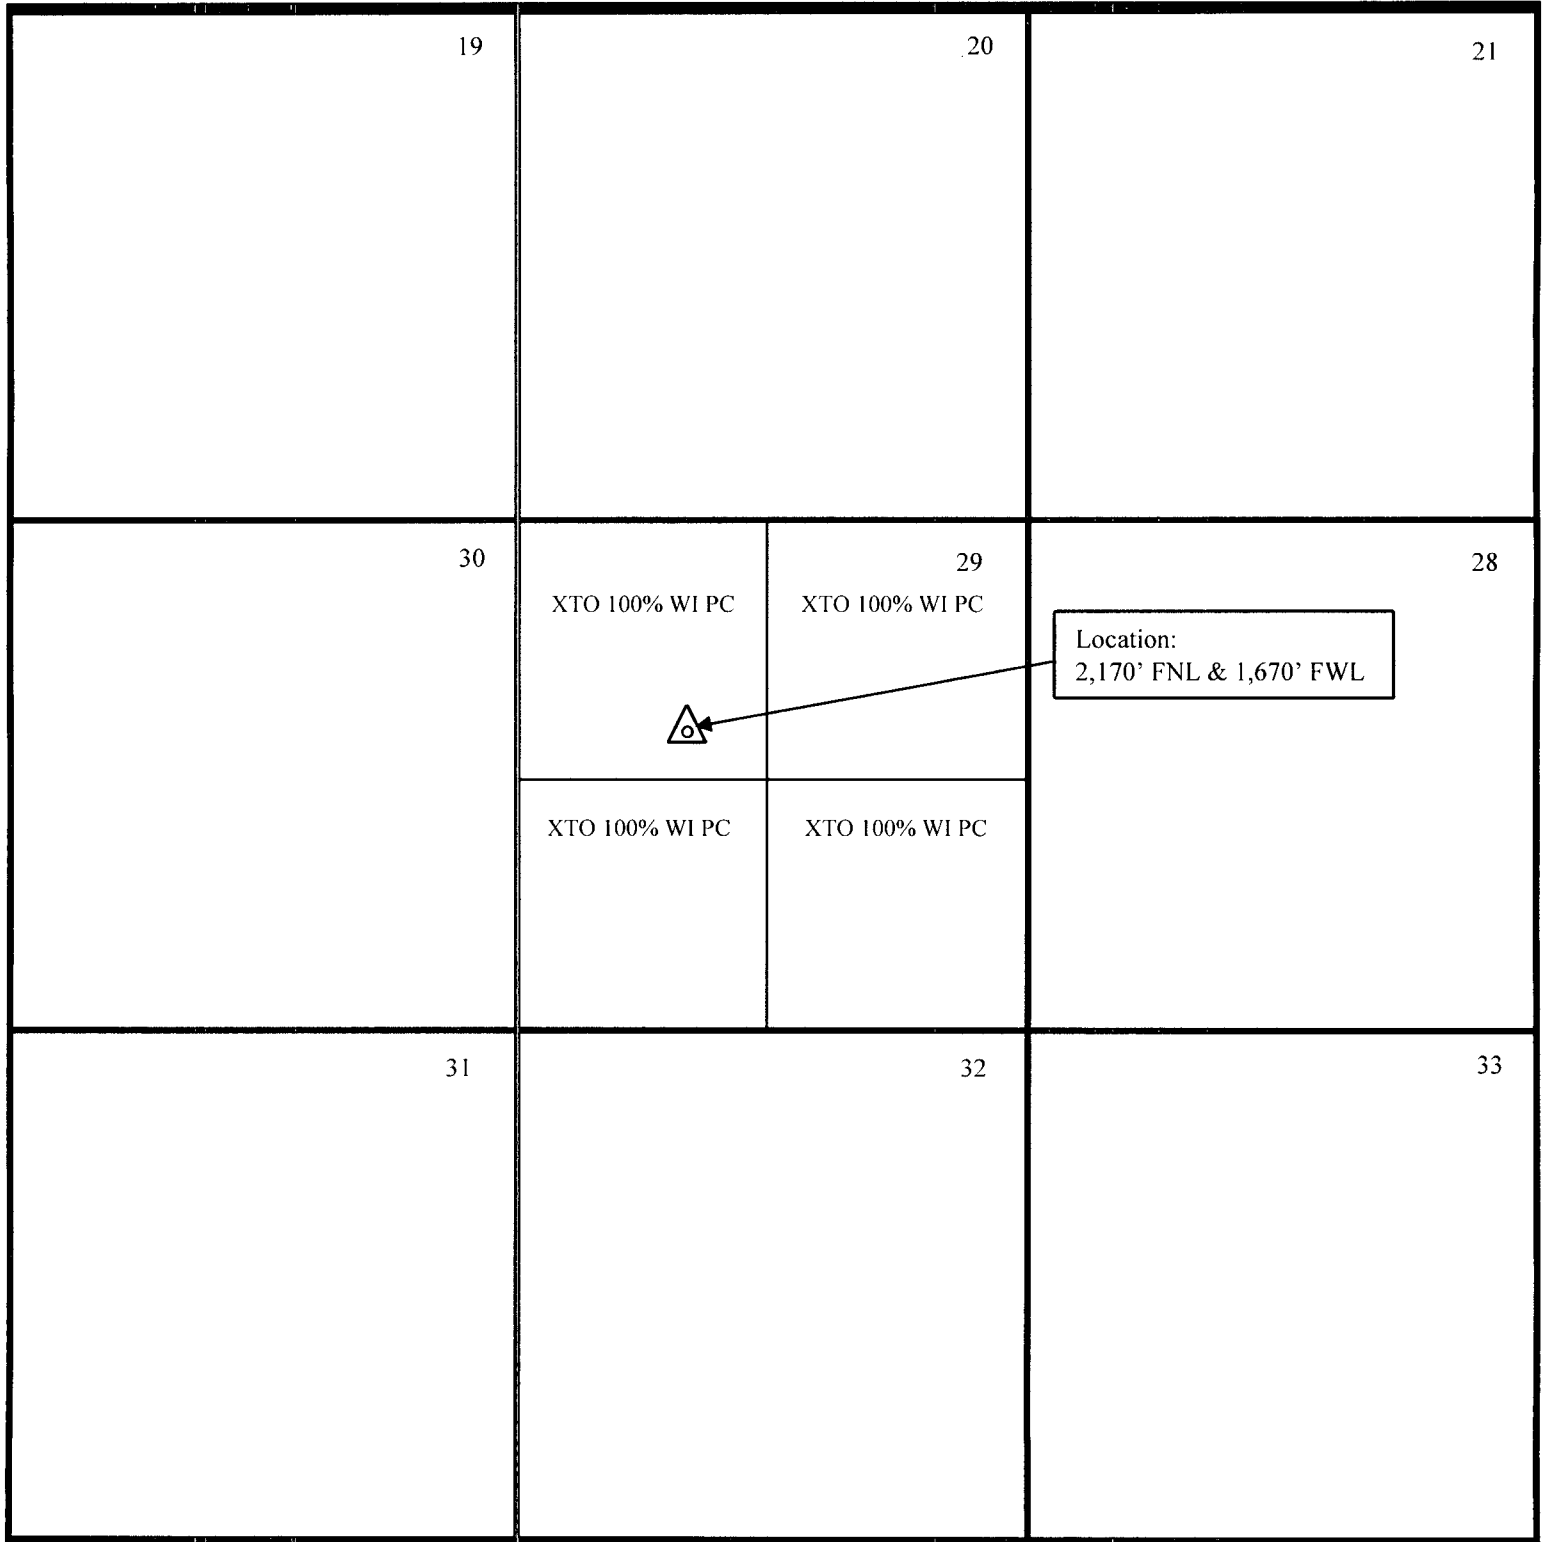 19
20
21
30
29
28
XTO 100% WI PC
XTO 100% WI PC
Location:
2,170’ FNL & 1,670’ FWL
XTO 100% WI PC
XTO 100% WI PC
31
32
33